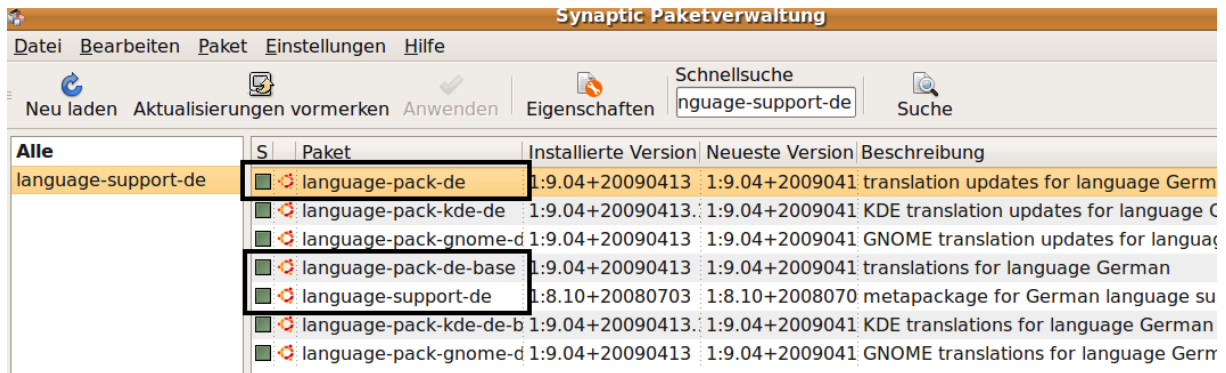 Synaptic Paketverwaltung
Datei Bearbeiten Paket Einstellungen Hilfe
Neu laden Aktualisierungen vormerken Anwenden Eigenschaften Schnellsuche nguage-support-de Suche
Alle
language-support-de
S Paket Installierte Version Neueste Version Beschreibung
language-pack-de 1:9.04+20090413 1:9.04+2009041 translation updates for language Germ
language-pack-kde-de 1:9.04+20090413. 1:9.04+2009041 KDE translation updates for language G
language-pack-gnome-d 1:9.04+20090413 1:9.04+2009041 GNOME translation updates for languag
language-pack-de-base 1:9.04+20090413 1:9.04+2009041 translations for language German
language-support-de 1:8.10+20080703 1:8.10+2008070 metapackage for German language su
language-pack-kde-de-b 1:9.04+20090413. 1:9.04+2009041 KDE translations for language German
language-pack-gnome-d 1:9.04+20090413 1:9.04+2009041 GNOME translations for language Germ